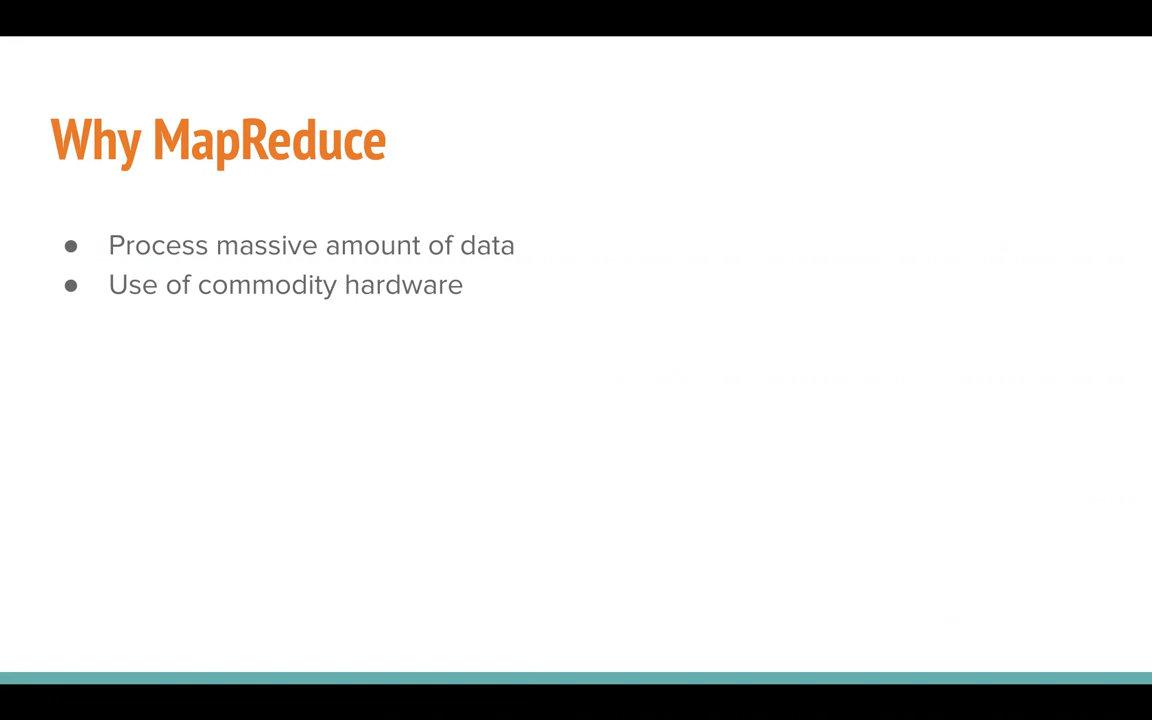 Why MapReduce
● Process massive amount of data
● Use of commodity hardware